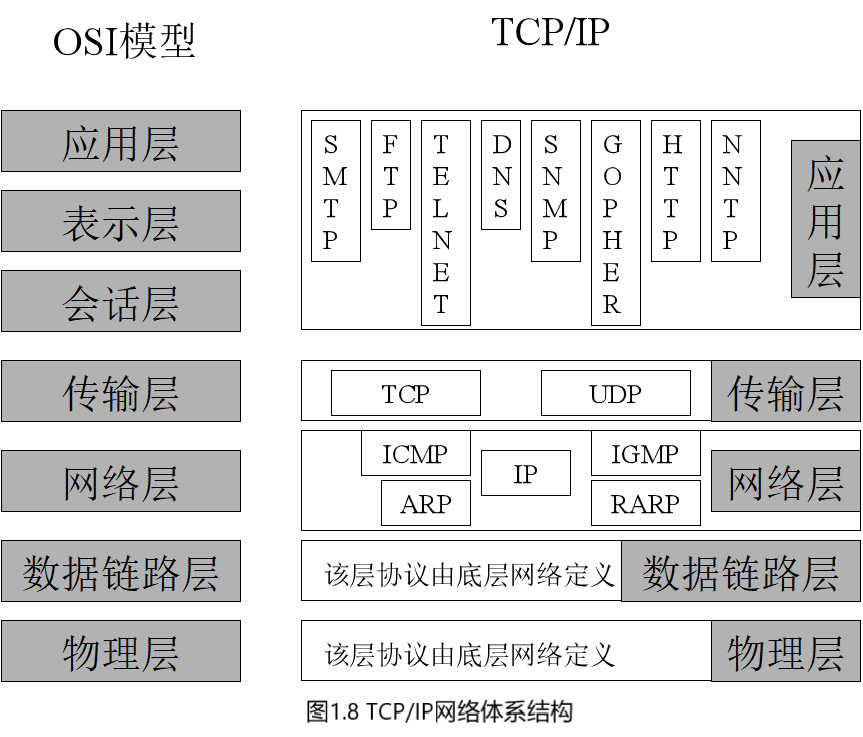 OSI模型
TCP/IP
应用层
表示层
会话层
传输层
网络层
数据链路层
物理层
SMTP
FTP
TELNET
DNS
SNMP
GOPHER
HTTP
NNTP
应用层
TCP
UDP
传输层
ICMP
IP
IGMP
ARP
RARP
网络层
该层协议由底层网络定义
数据链路层
该层协议由底层网络定义
物理层
图1.8 TCP/IP网络体系结构